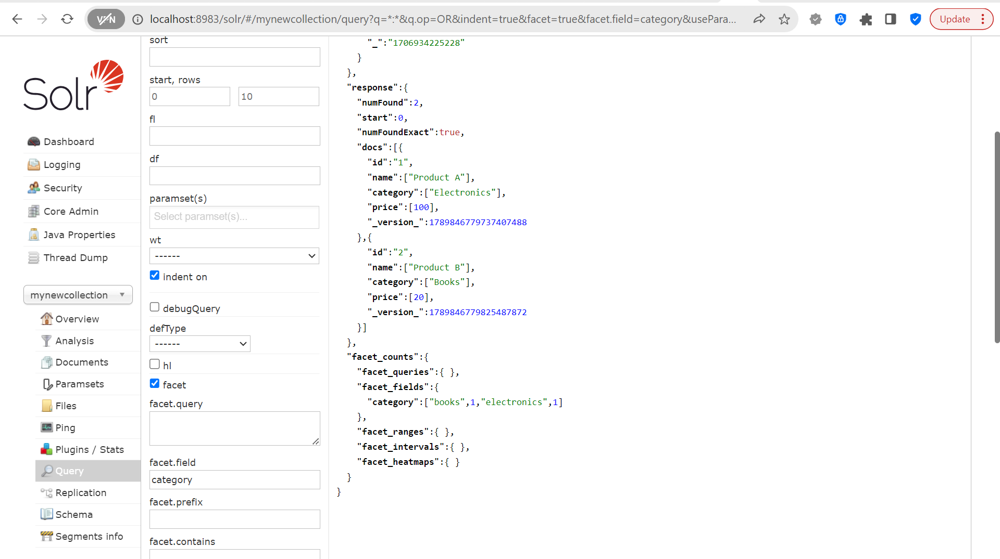 VPN
localhost:8983/solr/#/mynewcollection/query?q=*:*&q.op=OR&indent=true&facet=true&facet.field=category&usePara...
Update
Solr
Dashboard
Logging
Security
Core Admin
Java Properties
Thread Dump
mynewcollection
Overview
Analysis
Documents
Paramsets
Files
Ping
Plugins / Stats
Query
Replication
Schema
Segments info
sort
start, rows
0 10
fl
df
paramset(s)
Select paramset(s)...
wt
------
indent on
debugQuery
defType
------
hl
facet
facet.query
facet.field
category
facet.prefix
facet.contains
"_":"1706934225228"
}
},
"response":{
"numFound":2,
"start":0,
"numFoundExact":true,
"docs":[{
"id":"1",
"name":["Product A"],
"category":["Electronics"],
"price":[100],
"_version_":1789846779737407488
},{
"id":"2",
"name":["Product B"],
"category":["Books"],
"price":[20],
"_version_":1789846779825487872
}]
},
"facet_counts":{
"facet_queries":{ },
"facet_fields":{
"category":["books",1,"electronics",1]
},
"facet_ranges":{ },
"facet_intervals":{ },
"facet_heatmaps":{ }
}
}